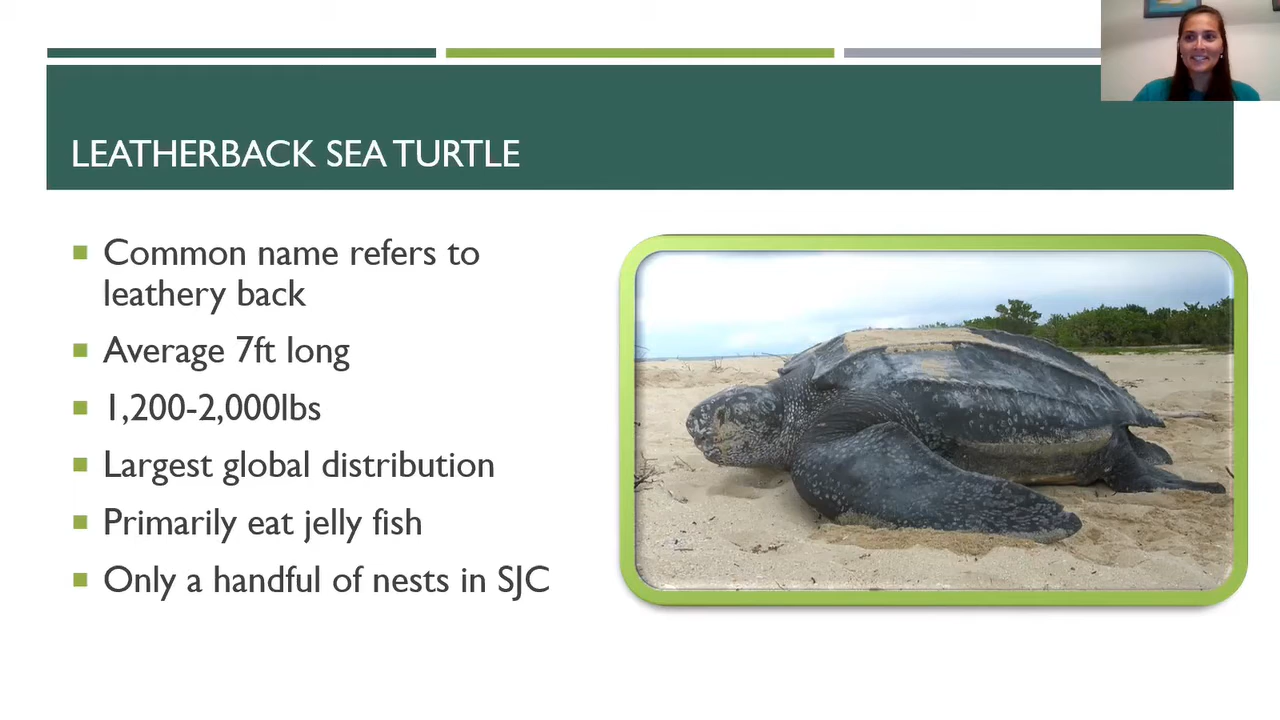 LEATHERBACK SEA TURTLE
Common name refers to
leathery back
Average 7ft long
1,200-2,000lbs
Largest global distribution
Primarily eat jelly fish
Only a handful of nests in SJC